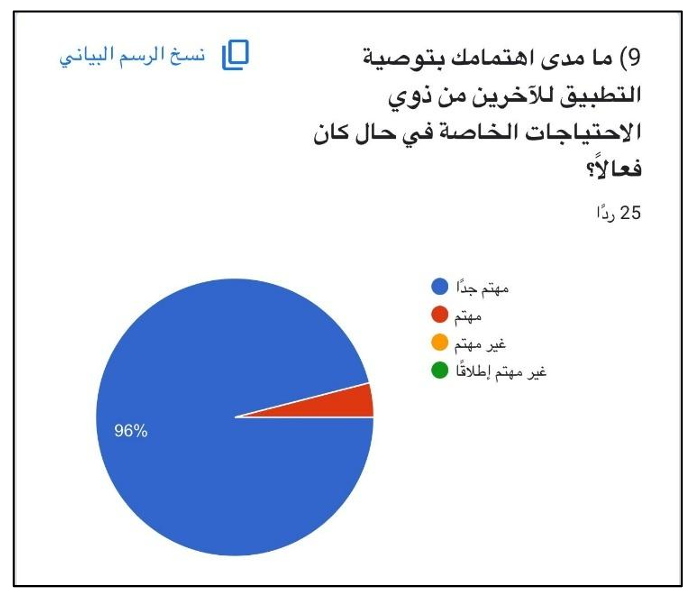 9) ما مدى اهتمامك بتوصية
التطبيق للآخرين من ذوي
الاحتياجات الخاصة في حال كان
فعالاً؟
نسخ الرسم البياني
25 ردًا
مهتم جدًا
مهتم
غير مهتم
غير مهتم إطلاقًا
96%